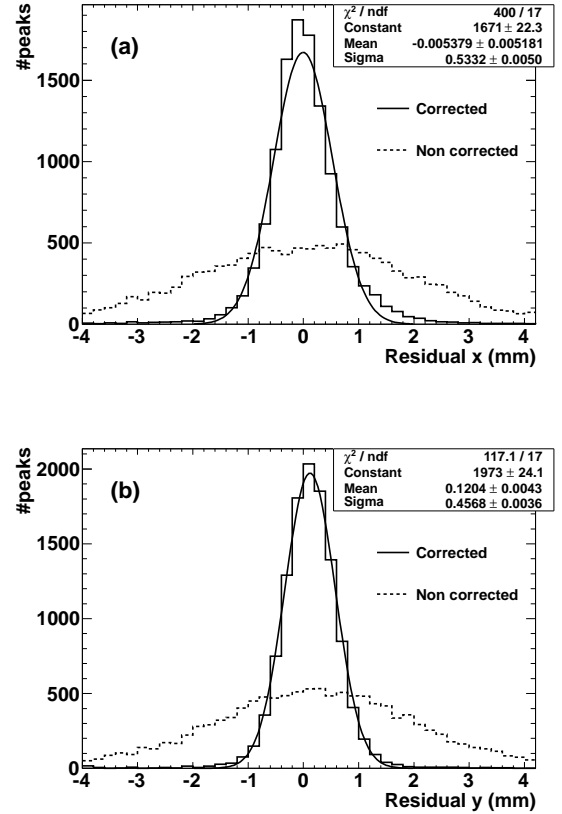 #peaks
(a)
χ² / ndf 400 / 17
Constant 1671 ± 22.3
Mean -0.005379 ± 0.005181
Sigma 0.5332 ± 0.0050
Corrected
Non corrected
1500
1000
500
0
-4 -3 -2 -1 0 1 2 3 4
Residual x (mm)
#peaks
(b)
χ² / ndf 117.1 / 17
Constant 1973 ± 24.1
Mean 0.1204 ± 0.0043
Sigma 0.4568 ± 0.0036
Corrected
Non corrected
2000
1500
1000
500
0
-4 -3 -2 -1 0 1 2 3 4
Residual y (mm)